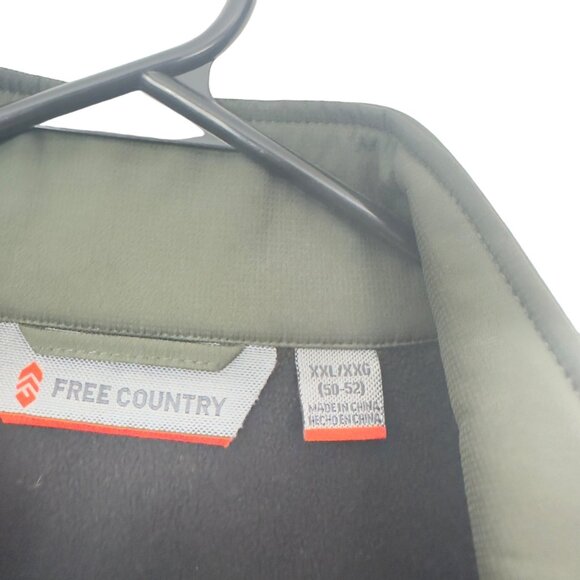 FREE COUNTRY
XXL/XXG
(50-52)
MADE IN CHINA
HECHO EN CHINA